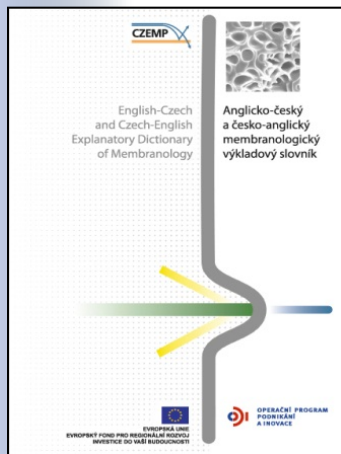 CZEMP
English-Czech
and Czech-English
Explanatory Dictionary
of Membranology
Anglicko-český
a česko-anglický
membranologický
výkladový slovník
EVROPSKÁ UNIE
EVROPSKÝ FOND PRO REGIONÁLNÍ ROZVOJ
INVESTICE DO VAŠÍ BUDOUCNOSTI
OPERAČNÍ PROGRAM
PODNIKÁNÍ
A INOVACE